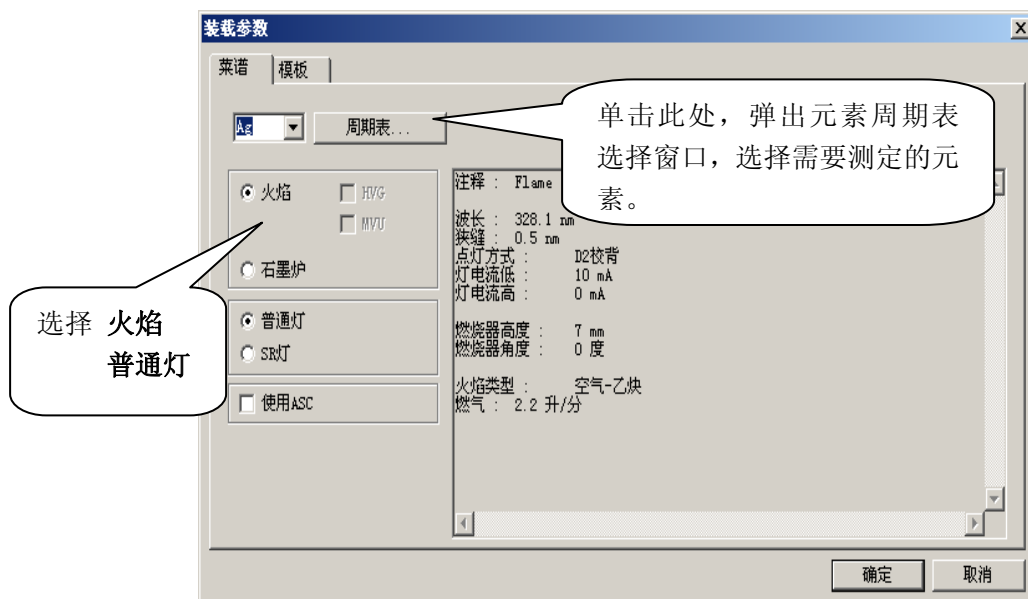 装载参数
菜谱 模板
Ag 周期表...
单击此处，弹出元素周期表
选择窗口，选择需要测定的元
素。
火焰 HVG
MVU
石墨炉
选择 火焰
普通灯
普通灯
SR灯
使用ASC
注释 : Flame
波长 : 328.1 nm
狭缝 : 0.5 nm
点灯方式 : D2校背
灯电流低 : 10 mA
灯电流高 : 0 mA
燃烧器高度 : 7 mm
燃烧器角度 : 0 度
火焰类型 : 空气-乙炔
燃气 : 2.2 升/分
确定 取消